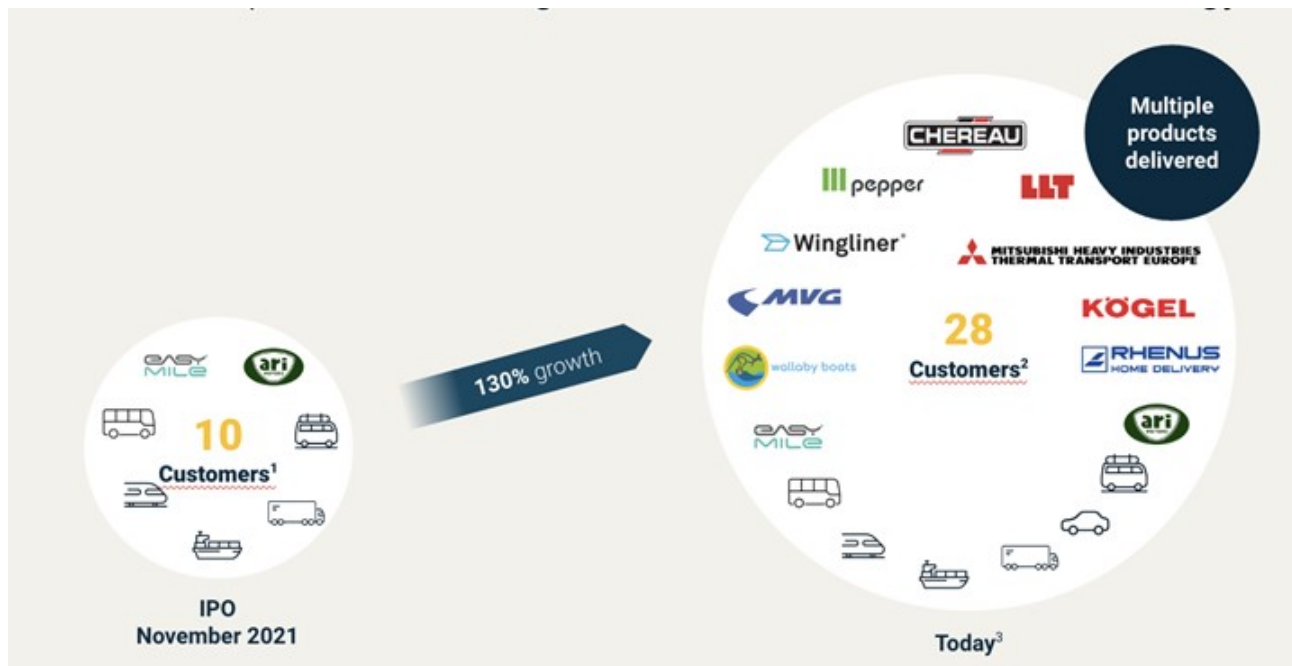 Multiple
products
delivered
CHEREAU
pepper
LLT
Wingliner®
MITSUBISHI HEAVY INDUSTRIES
THERMAL TRANSPORT EUROPE
MVG
28
Customers²
KÖGEL
wallaby boats
RHENUS
HOME DELIVERY
EASY
MILE
ari
130% growth
EASY
MILE
ari
10
Customers¹
IPO
November 2021
Today³